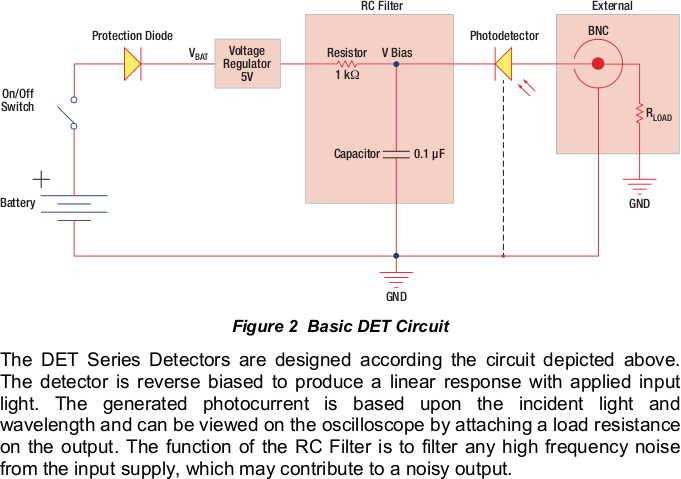 RC Filter
External
Protection Diode
V_BAT
Voltage
Regulator
5V
Resistor
1 kΩ
V Bias
Photodetector
BNC
On/Off
Switch
R_LOAD
Capacitor
0.1 µF
+
Battery
GND
GND
Figure 2 Basic DET Circuit
The DET Series Detectors are designed according the circuit depicted above.
The detector is reverse biased to produce a linear response with applied input
light. The generated photocurrent is based upon the incident light and
wavelength and can be viewed on the oscilloscope by attaching a load resistance
on the output. The function of the RC Filter is to filter any high frequency noise
from the input supply, which may contribute to a noisy output.